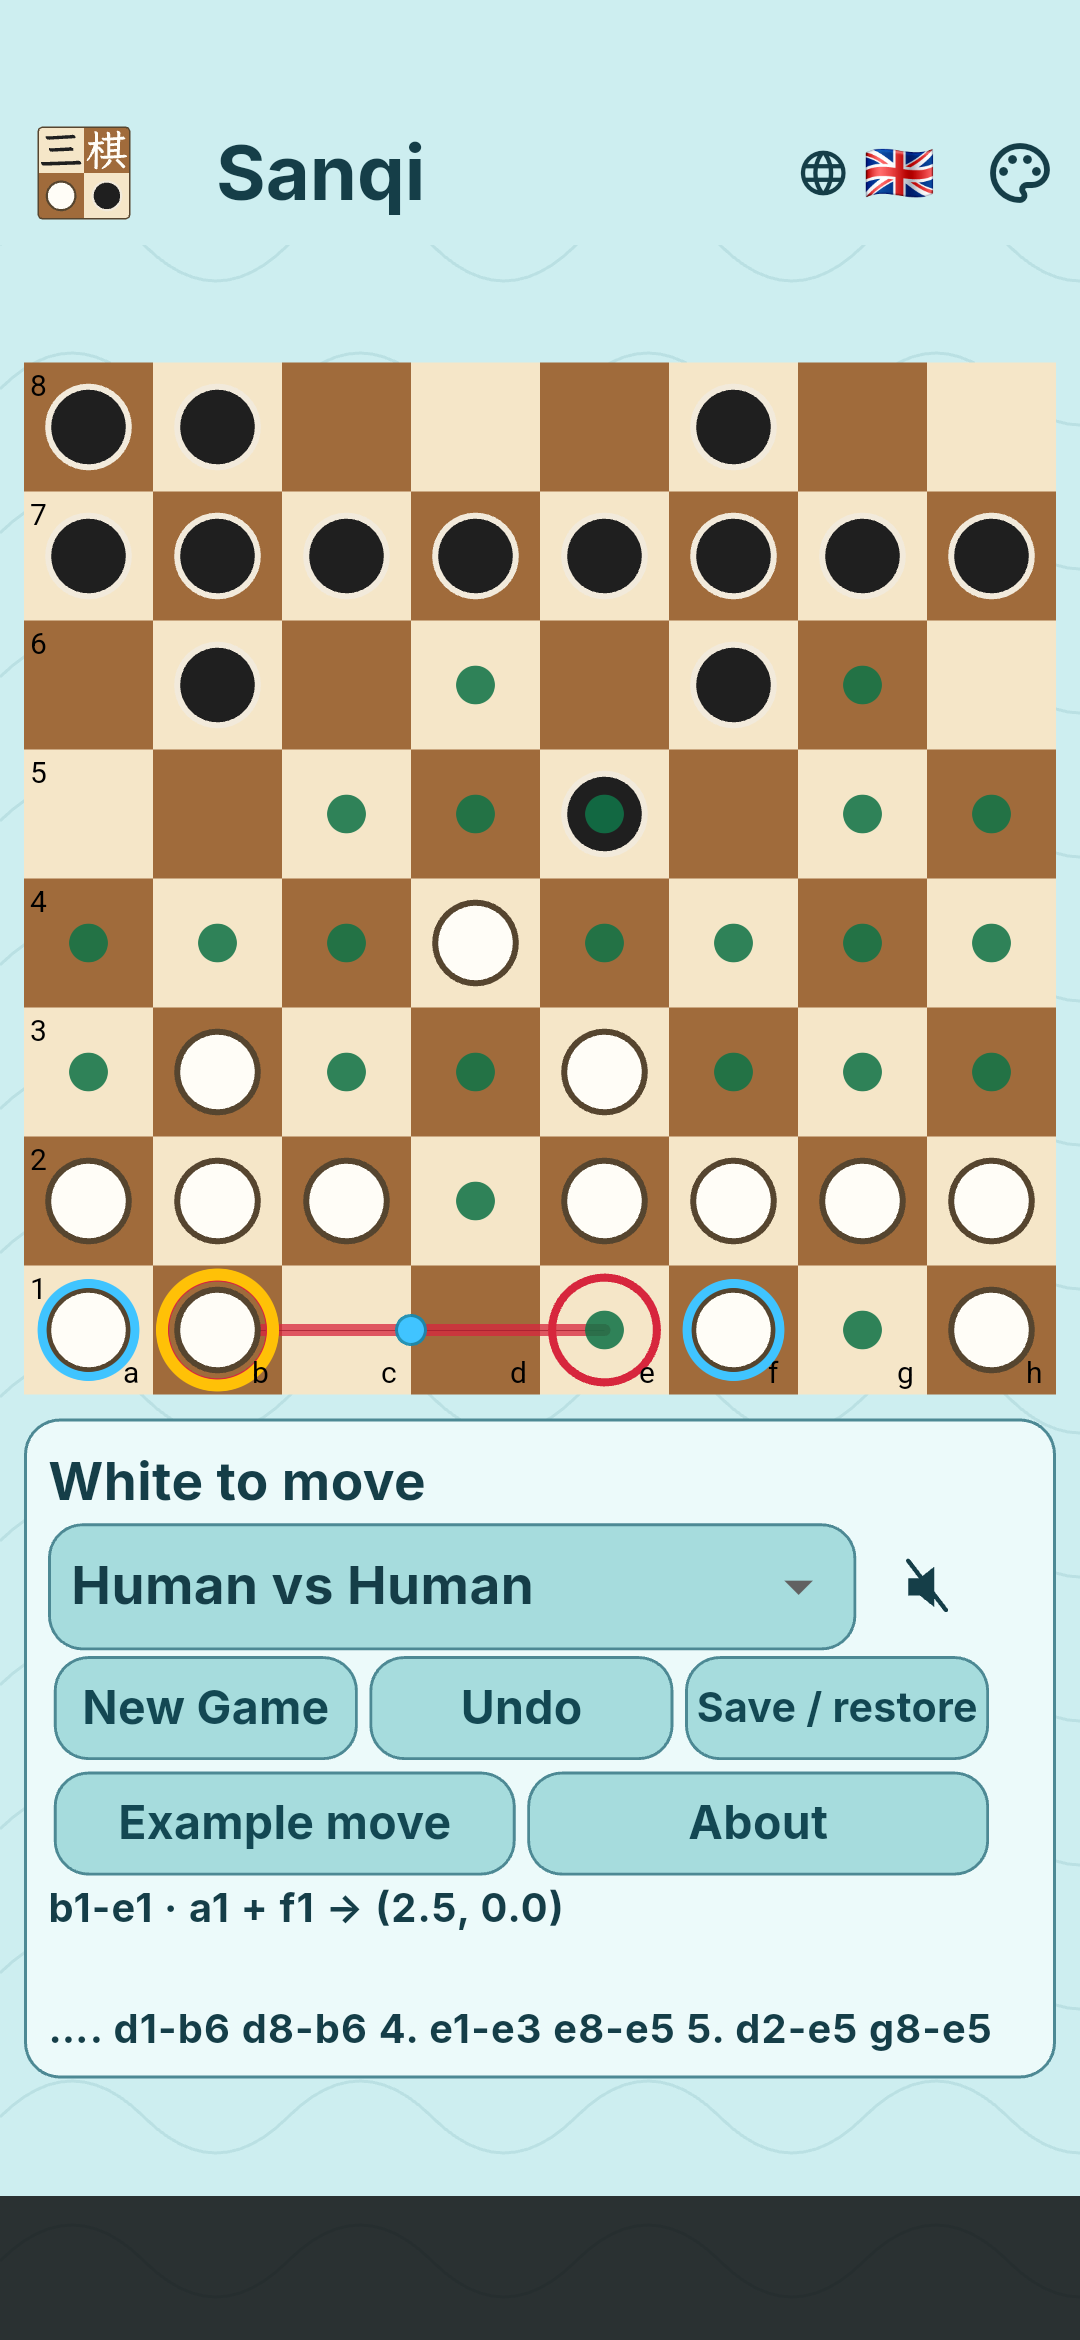 三棋
Sanqi
8
7
6
5
4
3
2
1
a b c d e f g h
White to move
Human vs Human
New Game Undo Save / restore
Example move About
b1-e1 · a1 + f1 → (2.5, 0.0)
.... d1-b6 d8-b6 4. e1-e3 e8-e5 5. d2-e5 g8-e5